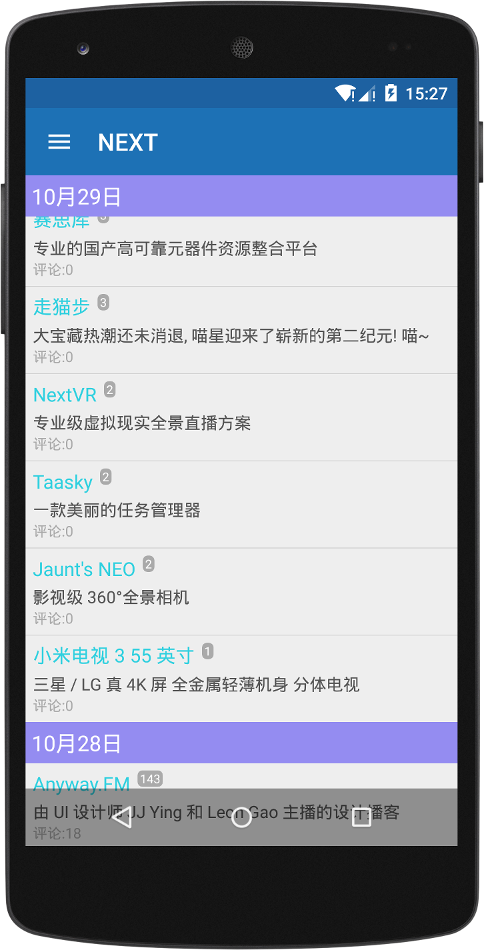 15:27
NEXT
10月29日
赛思库 3
专业的国产高可靠元器件资源整合平台
评论:0
走猫步 3
大宝藏热潮还未消退, 喵星迎来了崭新的第二纪元! 喵~
评论:0
NextVR 2
专业级虚拟现实全景直播方案
评论:0
Taasky 2
一款美丽的任务管理器
评论:0
Jaunt's NEO 2
影视级 360°全景相机
评论:0
小米电视 3 55 英寸 1
三星 / LG 真 4K 屏 全金属轻薄机身 分体电视
评论:0
10月28日
Anyway.FM 143
由 UI 设计师 JJ Ying 和 Leon Gao 主播的设计播客
评论:18